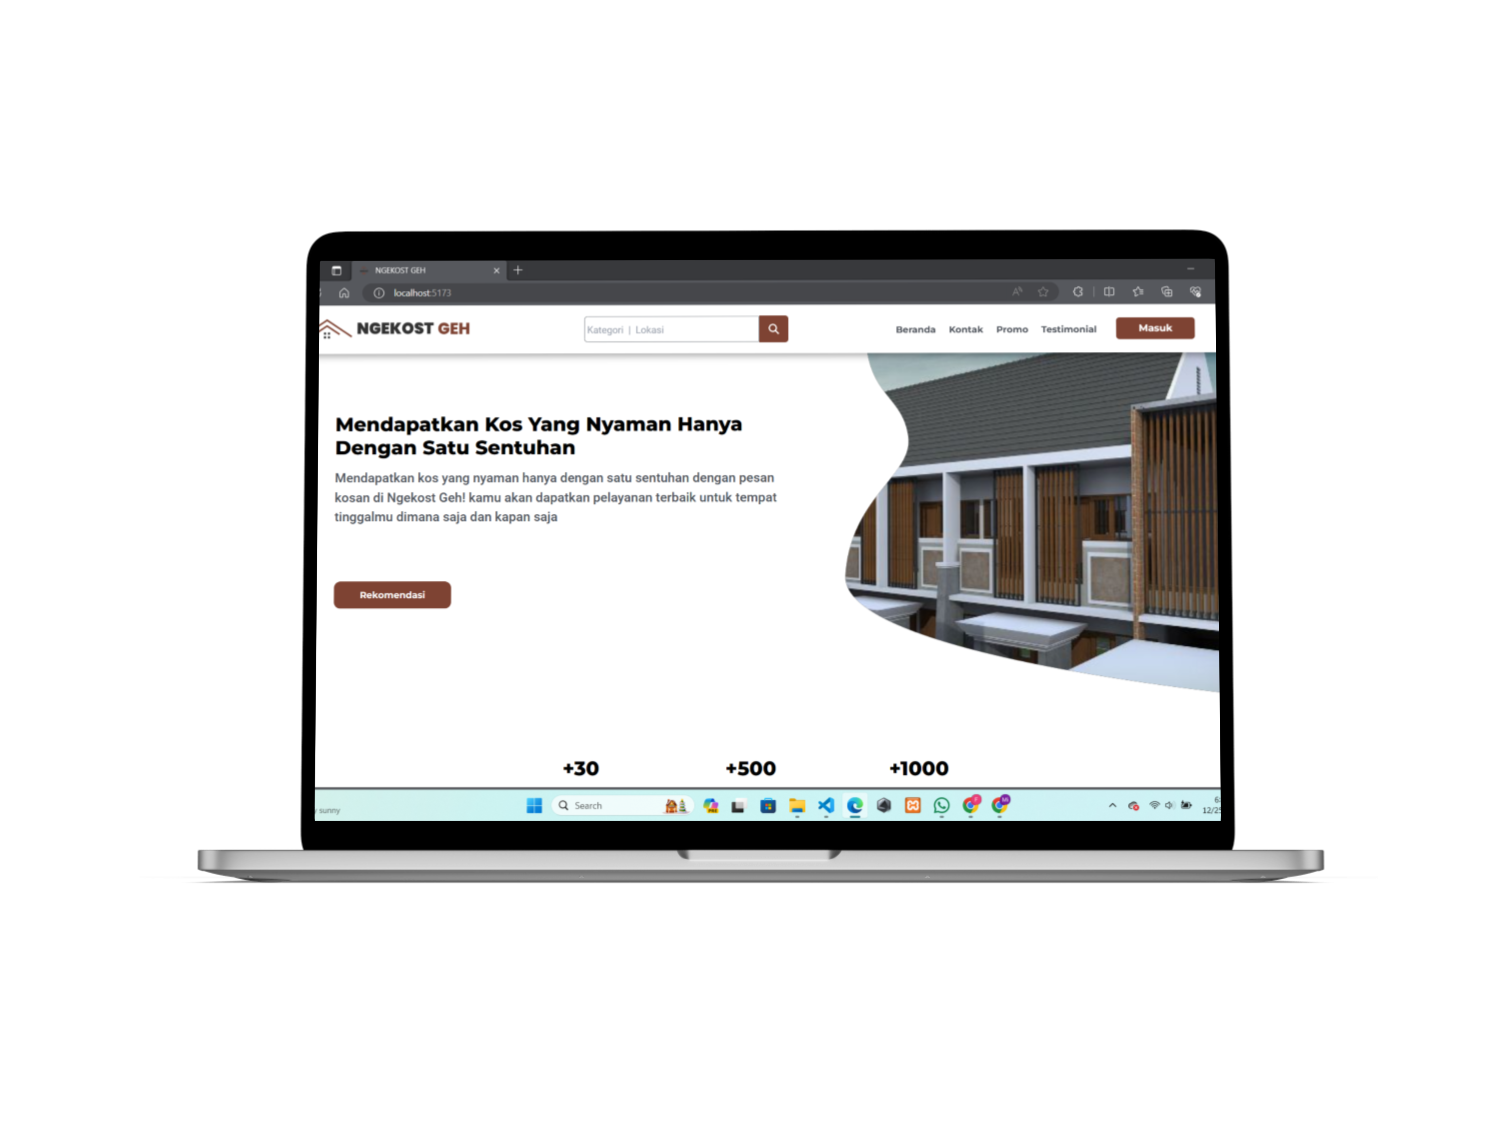 NGEKOST GEH
localhost:5173
NGEKOST GEH
Kategori | Lokasi
Beranda Kontak Promo Testimonial Masuk
Mendapatkan Kos Yang Nyaman Hanya
Dengan Satu Sentuhan
Mendapatkan kos yang nyaman hanya dengan satu sentuhan dengan pesan
kosan di Ngekost Geh! kamu akan dapatkan pelayanan terbaik untuk tempat
tinggalmu dimana saja dan kapan saja
Rekomendasi
+30 +500 +1000
sunny
Search